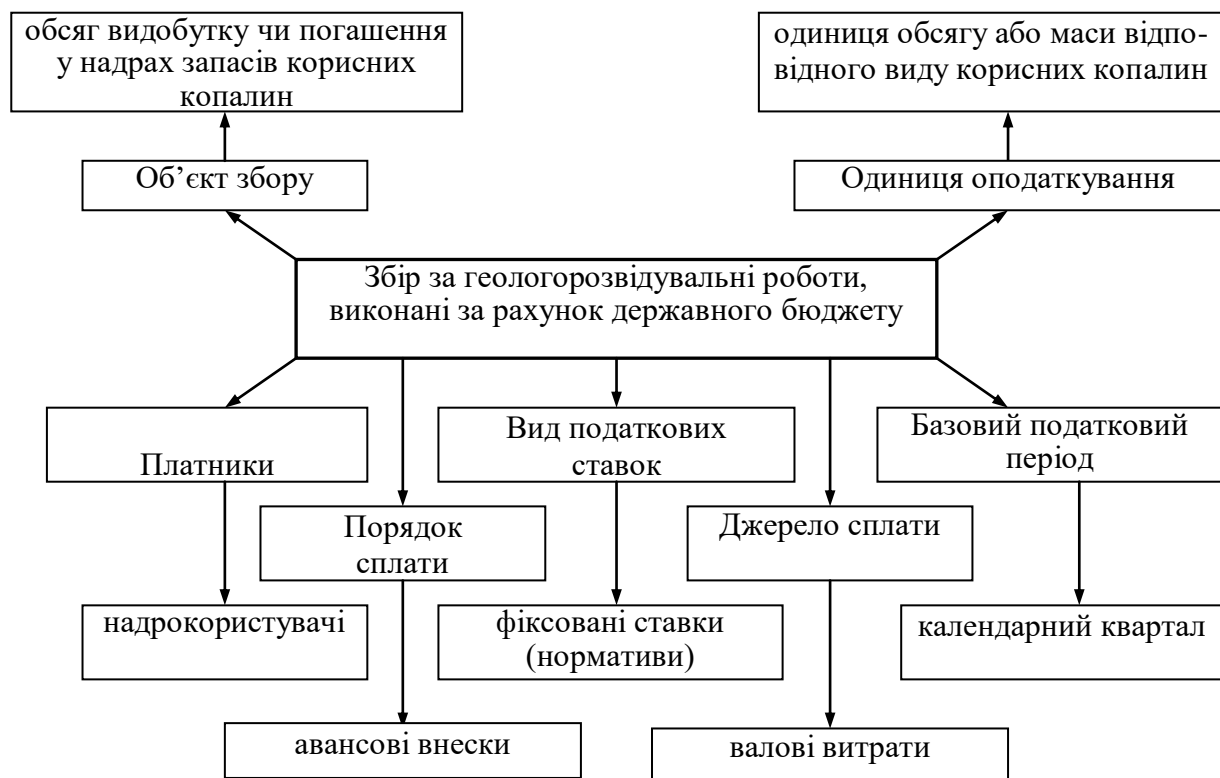 обсяг видобутку чи погашення
у надрах запасів корисних
копалин
одиниця обсягу або маси відпо-
відного виду корисних копалин
Об’єкт збору
Одиниця оподаткування
Збір за геологорозвідувальні роботи,
виконані за рахунок державного бюджету
Платники
Вид податкових
ставок
Базовий податковий
період
Порядок
сплати
Джерело сплати
надрокористувачі
фіксовані ставки
(нормативи)
календарний квартал
авансові внески
валові витрати